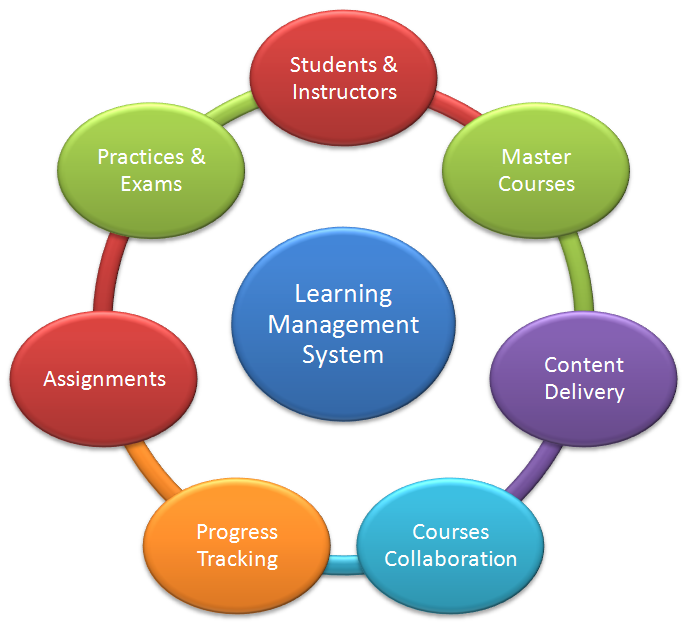 Students &
Instructors
Master
Courses
Content
Delivery
Courses
Collaboration
Progress
Tracking
Assignments
Practices &
Exams
Learning
Management
System